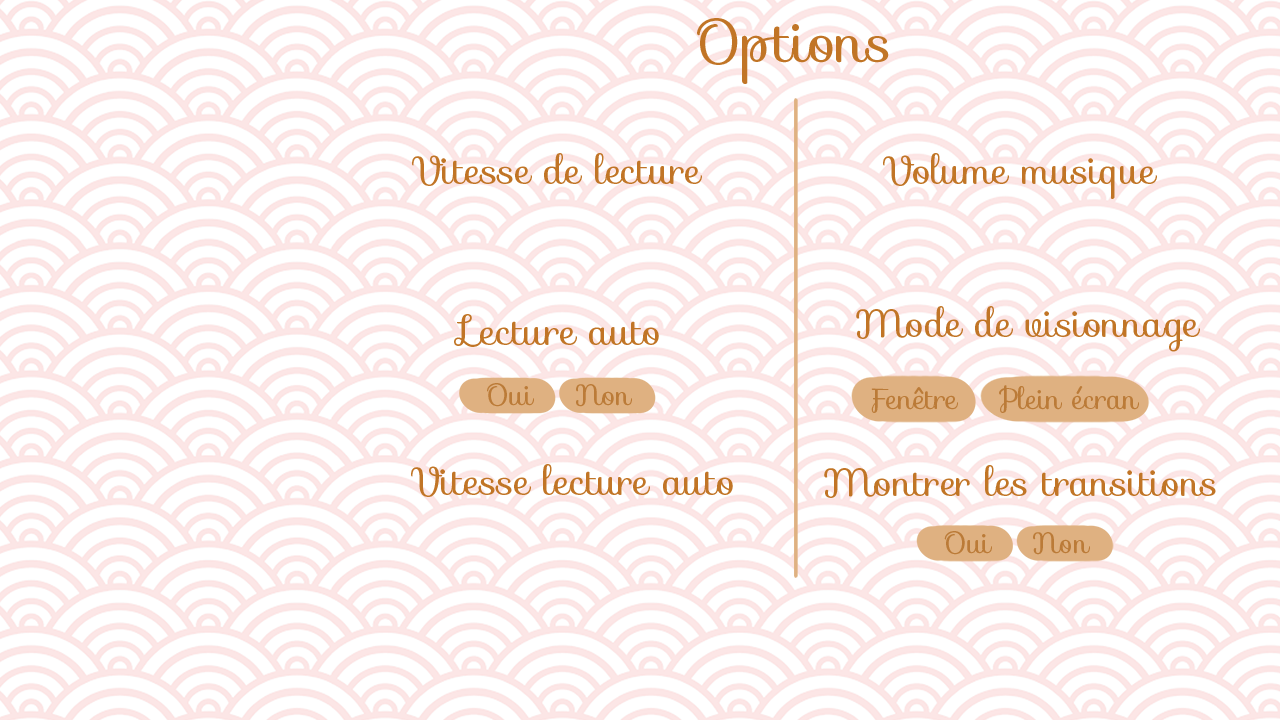 Options
Vitesse de lecture
Lecture auto
Oui Non
Vitesse lecture auto
Volume musique
Mode de visionnage
Fenêtre Plein écran
Montrer les transitions
Oui Non